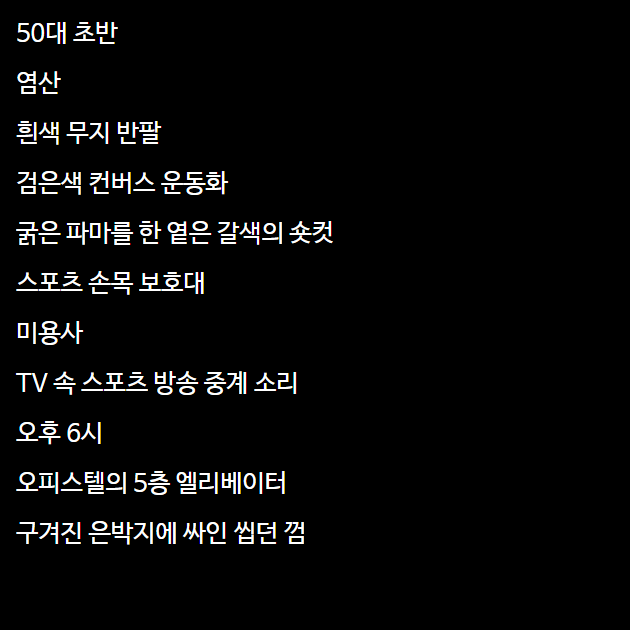 50대 초반
염산
흰색 무지 반팔
검은색 컨버스 운동화
굵은 파마를 한 옅은 갈색의 숏컷
스포츠 손목 보호대
미용사
TV 속 스포츠 방송 중계 소리
오후 6시
오피스텔의 5층 엘리베이터
구겨진 은박지에 싸인 씹던 껌